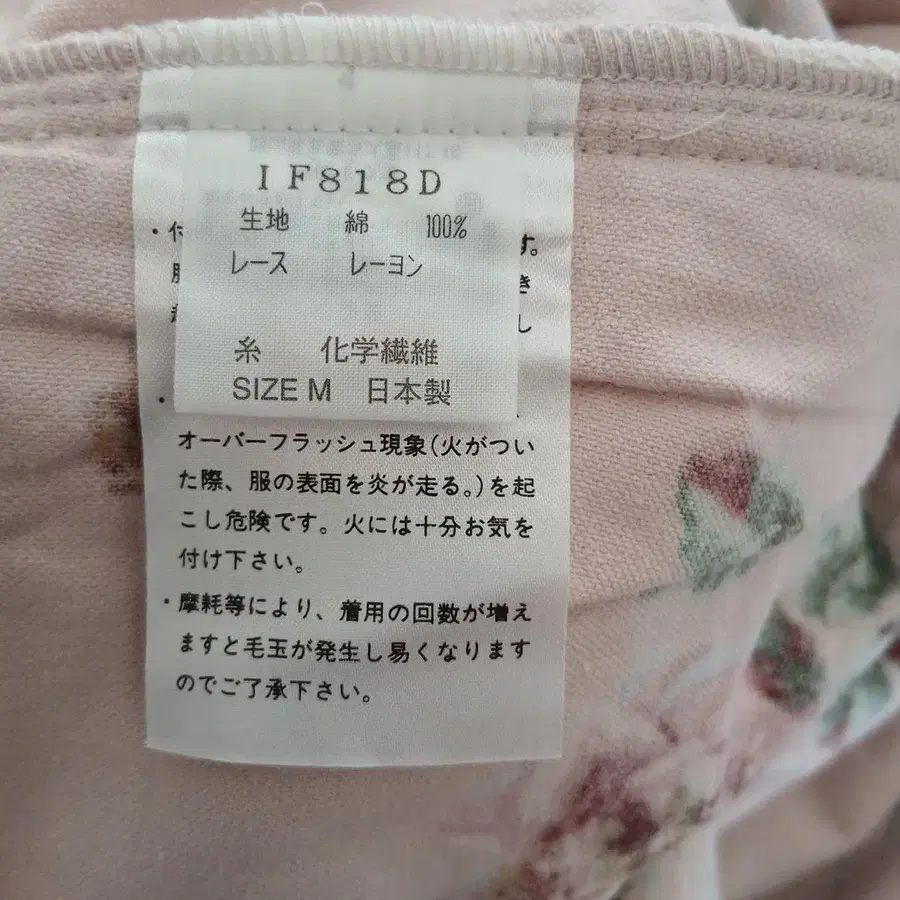 IF818D
生地 綿 100%
レース レーヨン
糸 化学繊維
SIZE M 日本製
す。
き
し
オーバーフラッシュ現象(火がつい
た際、服の表面を炎が走る。)を起
こし危険です。火には十分お気を
付け下さい。
・摩耗等により、着用の回数が増え
ますと毛玉が発生し易くなります
のでご了承下さい。